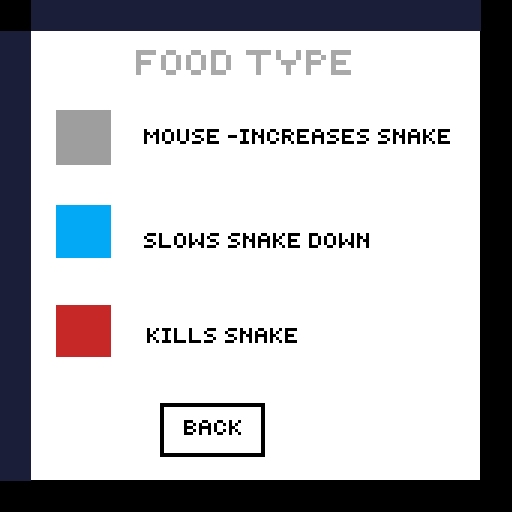 FOOD TYPE
MOUSE -INCREASES SNAKE
SLOWS SNAKE DOWN
KILLS SNAKE
BACK